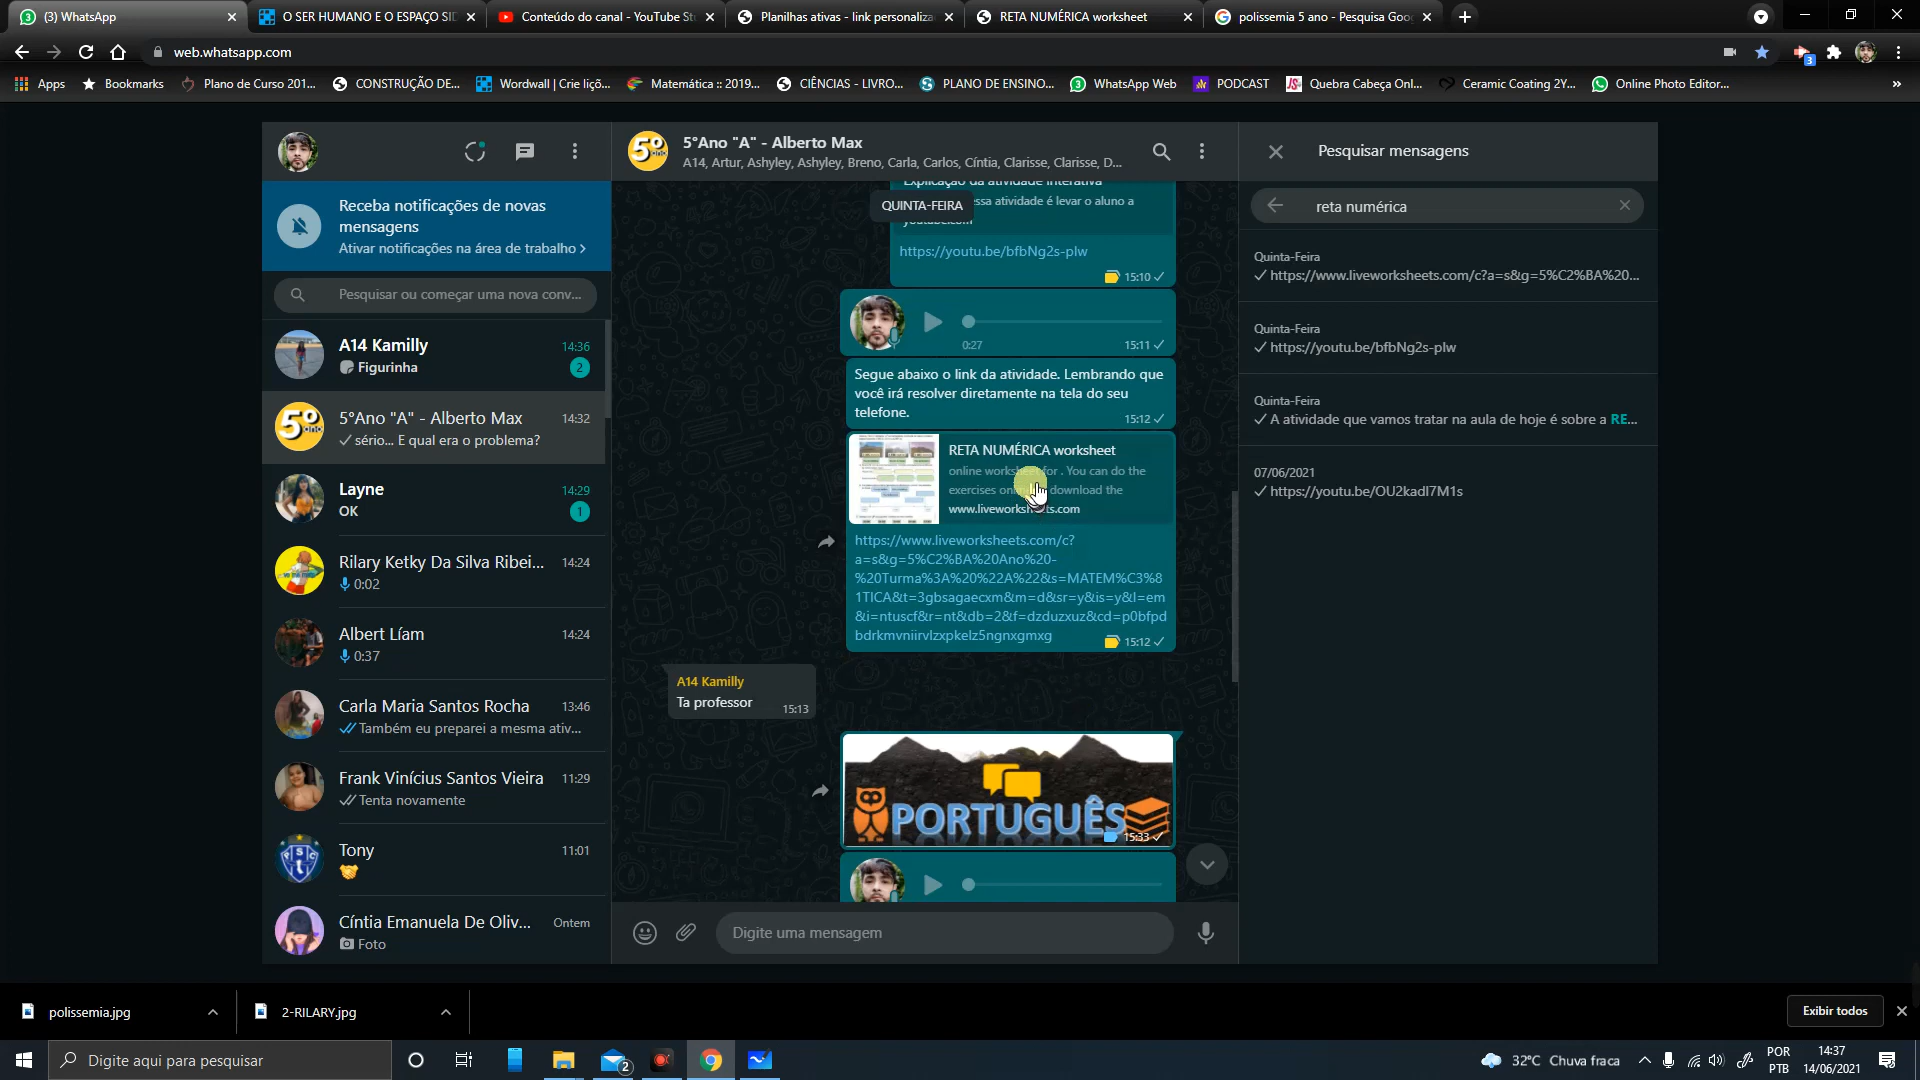 (3) WhatsApp
O SER HUMANO E O ESPAÇO SI
Conteúdo do canal - YouTube St
Planilhas ativas - link personaliza
RETA NUMÉRICA worksheet
polissemia 5 ano - Pesquisa Goo
web.whatsapp.com
3
Apps
Bookmarks
Plano de Curso 201...
CONSTRUÇÃO DE...
Wordwall | Crie liçõ...
Matemática :: 2019...
CIÊNCIAS - LIVRO...
PLANO DE ENSINO...
WhatsApp Web
PODCAST
Quebra Cabeça Onl...
Ceramic Coating 2Y...
Online Photo Editor...
»
Receba notificações de novas
mensagens
Ativar notificações na área de trabalho >
Pesquisar ou começar uma nova conv...
A14 Kamilly
14:36
Figurinha
2
5°Ano "A" - Alberto Max
14:32
sério... E qual era o problema?
Layne
14:29
OK
1
Rilary Ketky Da Silva Ribei...
14:24
0:02
Albert Líam
14:24
0:37
Carla Maria Santos Rocha
13:46
Também eu preparei a mesma ativ...
Frank Vinícius Santos Vieira
11:29
Tenta novamente
Tony
11:01
Cíntia Emanuela De Oliv...
Ontem
Foto
5º
ano
5°Ano "A" - Alberto Max
A14, Artur, Ashyley, Ashyley, Breno, Carla, Carlos, Cíntia, Clarisse, Clarisse, D...
Explicação da atividade interativa
QUINTA-FEIRA
essa atividade é levar o aluno a
https://youtu.be/bfbNg2s-plw
15:10
0:27
15:11
Segue abaixo o link da atividade. Lembrando que
você irá resolver diretamente na tela do seu
telefone.
15:12
RETA NUMÉRICA worksheet
online worksheet for . You can do the
exercises online download the
www.liveworksheets.com
https://www.liveworksheets.com/c?
a=s&g=5%C2%BA%20Ano%20-
%20Turma%3A%20%22A%22&s=MATEM%C3%8
1TICA&t=3gbsagaecxm&m=d&sr=y&is=y&l=em
&i=ntuscf&r=nt&db=2&f=dzduzxuz&cd=p0bfpd
bdrkmvniirvlzxpkelz5ngnxgmxg
15:12
A14 Kamilly
Ta professor
15:13
PORTUGUÊS
15:33
Digite uma mensagem
Pesquisar mensagens
reta numérica
Quinta-Feira
https://www.liveworksheets.com/c?a=s&g=5%C2%BA%20...
Quinta-Feira
https://youtu.be/bfbNg2s-plw
Quinta-Feira
A atividade que vamos tratar na aula de hoje é sobre a RE...
07/06/2021
https://youtu.be/OU2kadI7M1s
polissemia.jpg
2-RILARY.jpg
Exibir todos
Digite aqui para pesquisar
2
32°C Chuva fraca
POR
PTB
14:37
14/06/2021